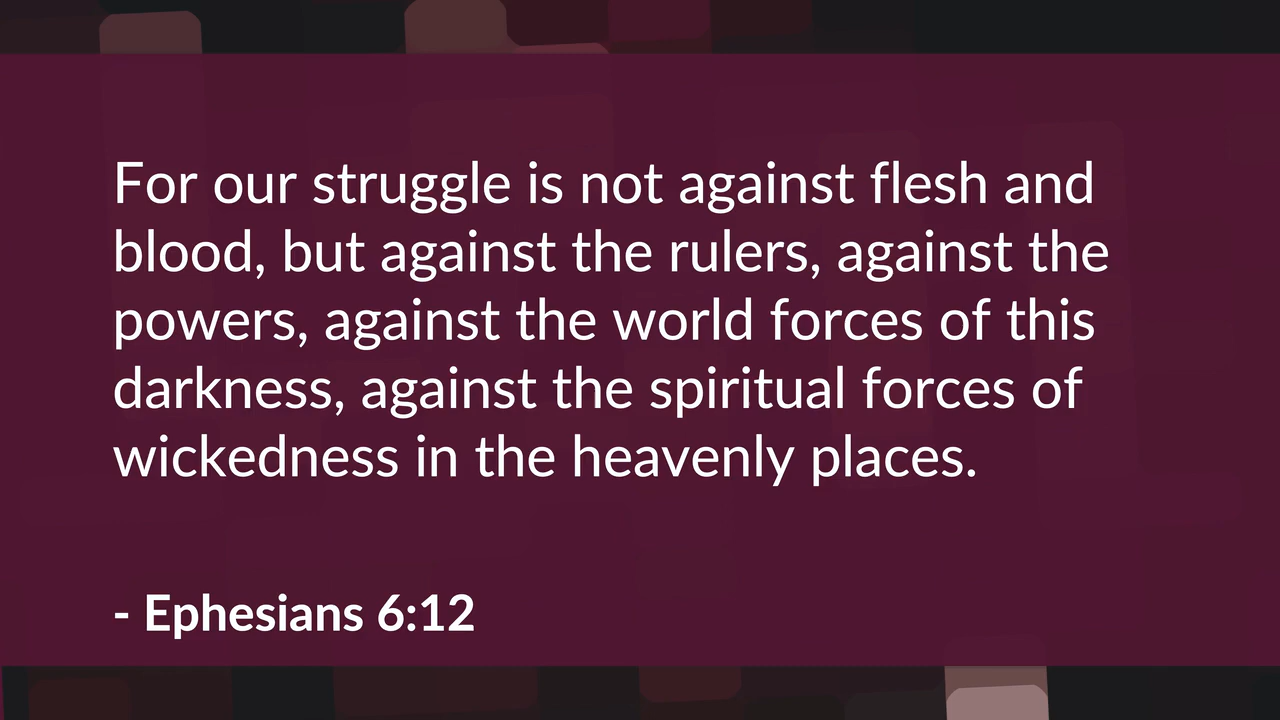 For our struggle is not against flesh and
blood, but against the rulers, against the
powers, against the world forces of this
darkness, against the spiritual forces of
wickedness in the heavenly places.
- Ephesians 6:12